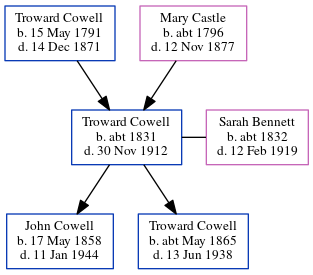 Troward Cowell
b. 15 May 1791
d. 14 Dec 1871
Mary Castle
b. abt 1796
d. 12 Nov 1877
Troward Cowell
b. abt 1831
d. 30 Nov 1912
Sarah Bennett
b. abt 1832
d. 12 Feb 1919
John Cowell
b. 17 May 1858
d. 11 Jan 1944
Troward Cowell
b. abt May 1865
d. 13 Jun 1938